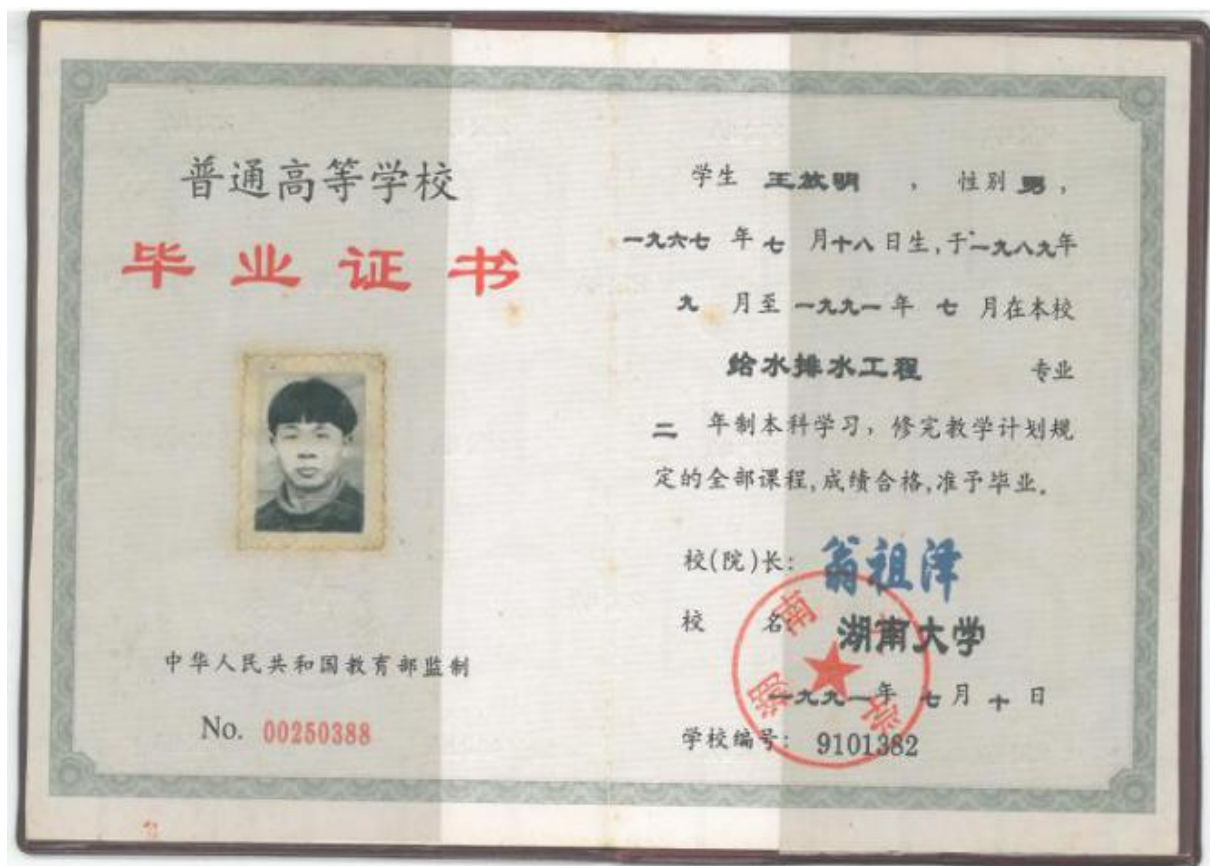 普通高等学校
毕业证书
中华人民共和国教育部监制
No. 00250388
学生 王放明 ， 性别 男，
一九六七 年 七 月十八日生,于一九八九年
九 月至 一九九一 年 七 月在本校
给水排水工程 专业
二 年制本科学习，修完教学计划规
定的全部课程,成绩合格,准予毕业。
校(院)长: 翁祖泽
校 名 湖南大学
一九九一年 七月 十 日
学校编号: 9101382
湖南大学